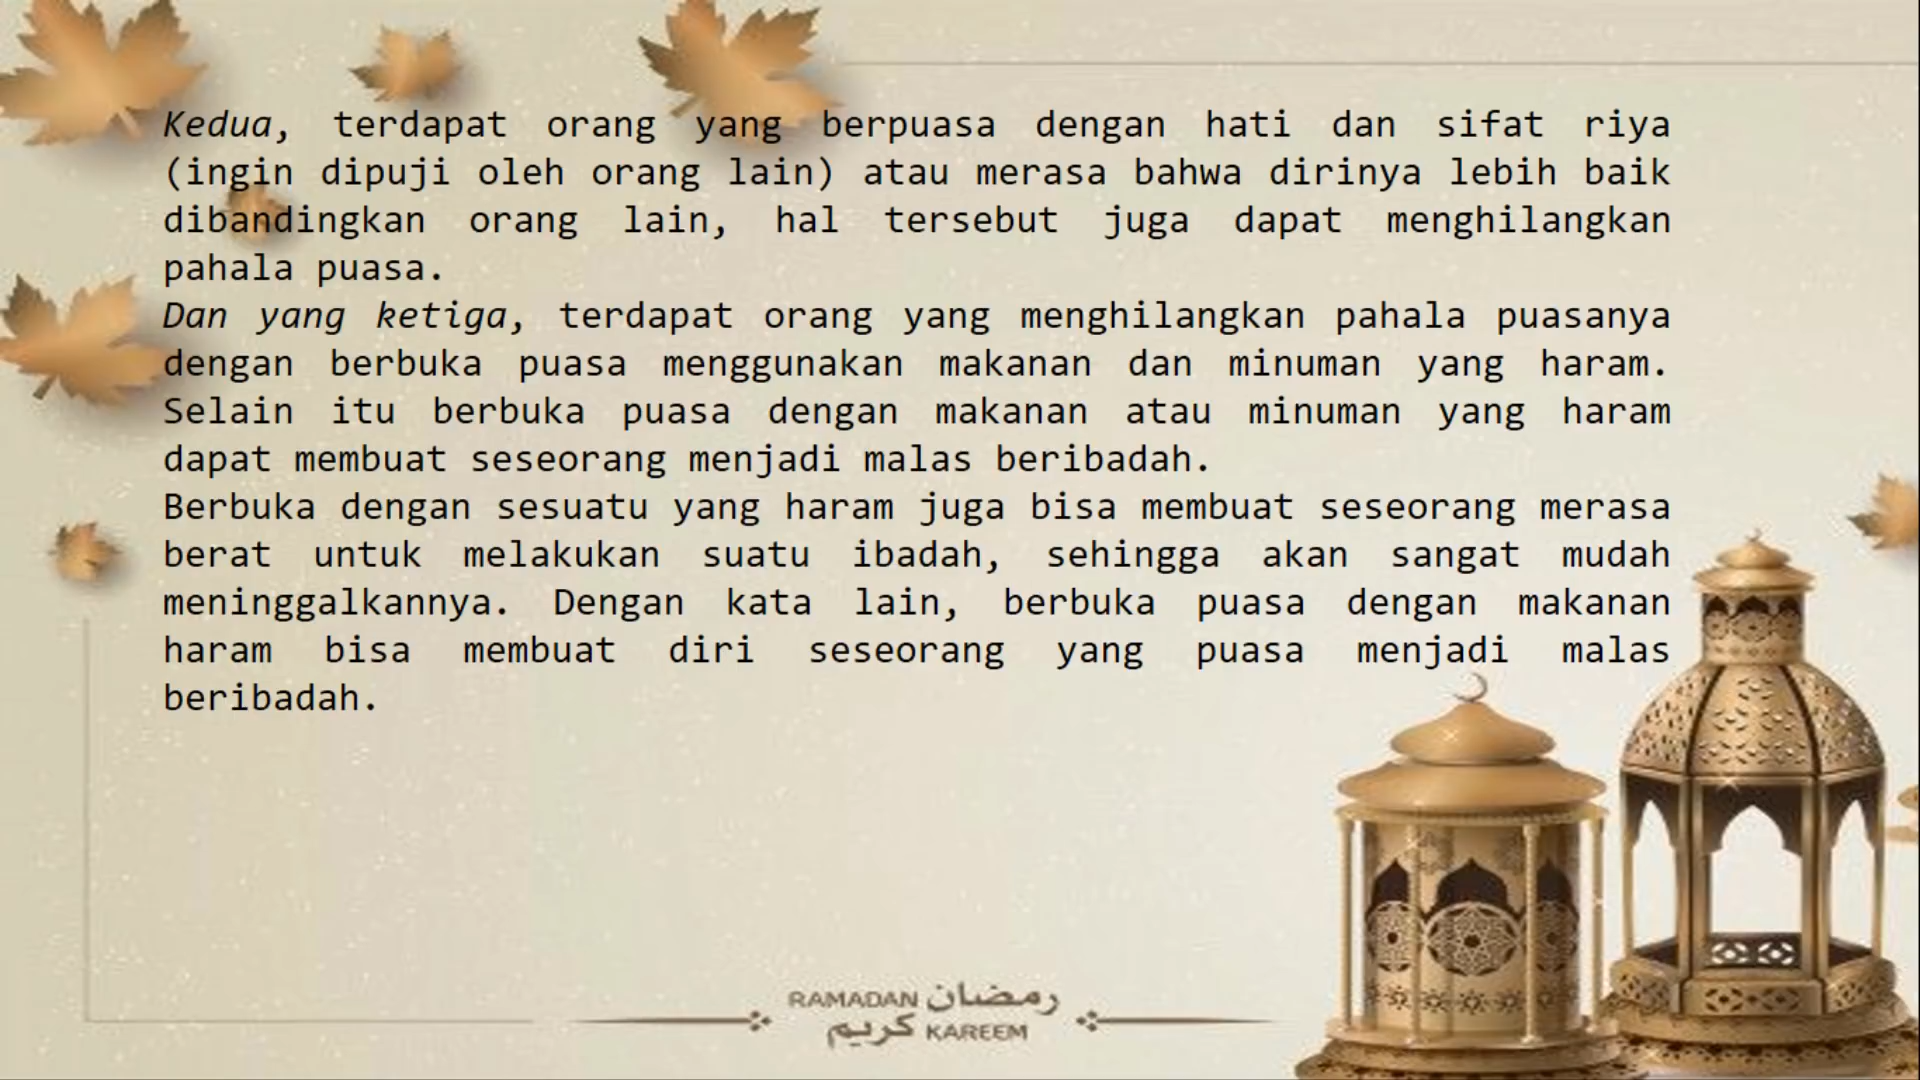 Kedua, terdapat orang yang berpuasa dengan hati dan sifat riya
(ingin dipuji oleh orang lain) atau merasa bahwa dirinya lebih baik
dibandingkan orang lain, hal tersebut juga dapat menghilangkan
pahala puasa.
Dan yang ketiga, terdapat orang yang menghilangkan pahala puasanya
dengan berbuka puasa menggunakan makanan dan minuman yang haram.
Selain itu berbuka puasa dengan makanan atau minuman yang haram
dapat membuat seseorang menjadi malas beribadah.
Berbuka dengan sesuatu yang haram juga bisa membuat seseorang merasa
berat untuk melakukan suatu ibadah, sehingga akan sangat mudah
meninggalkannya. Dengan kata lain, berbuka puasa dengan makanan
haram bisa membuat diri seseorang yang puasa menjadi malas
beribadah.
RAMADAN رمضان
كريم KAREEM